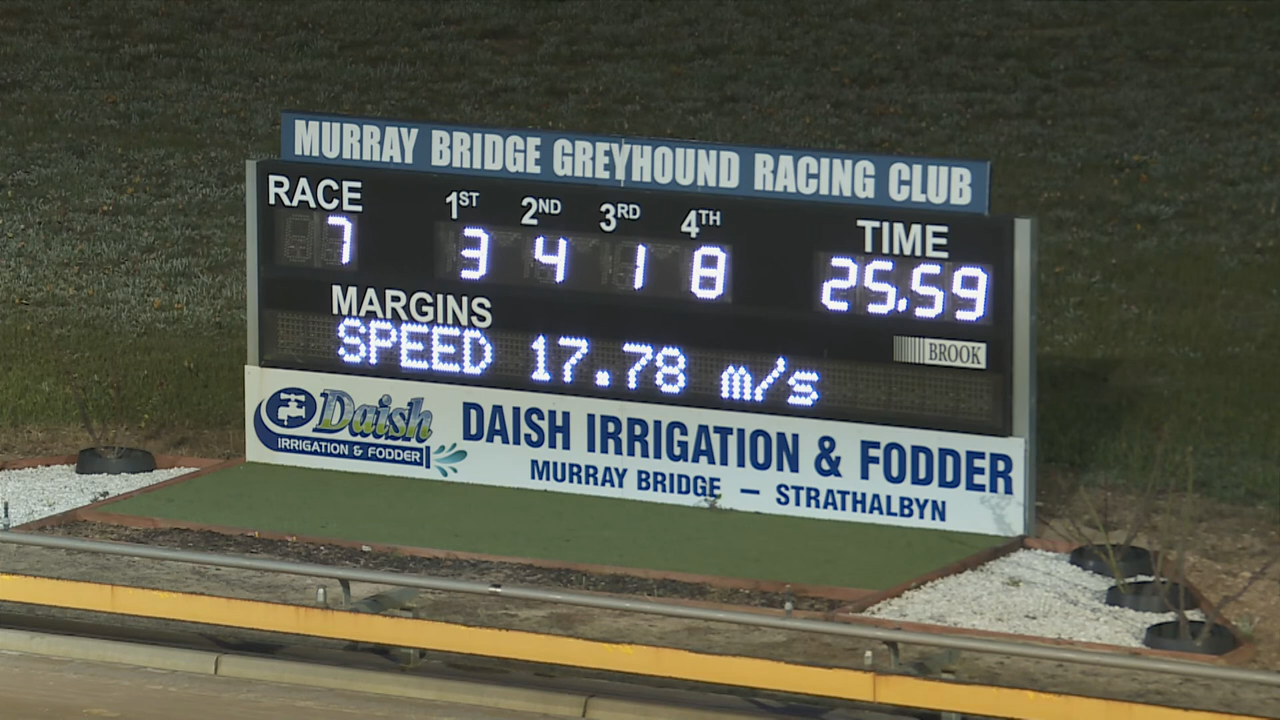 MURRAY BRIDGE GREYHOUND RACING CLUB
RACE 1ST 2ND 3RD 4TH TIME
7 3 4 1 8 25.59
MARGINS
BROOK
SPEED 17.78 m/s
Daish
IRRIGATION & FODDER
DAISH IRRIGATION & FODDER
MURRAY BRIDGE – STRATHALBYN